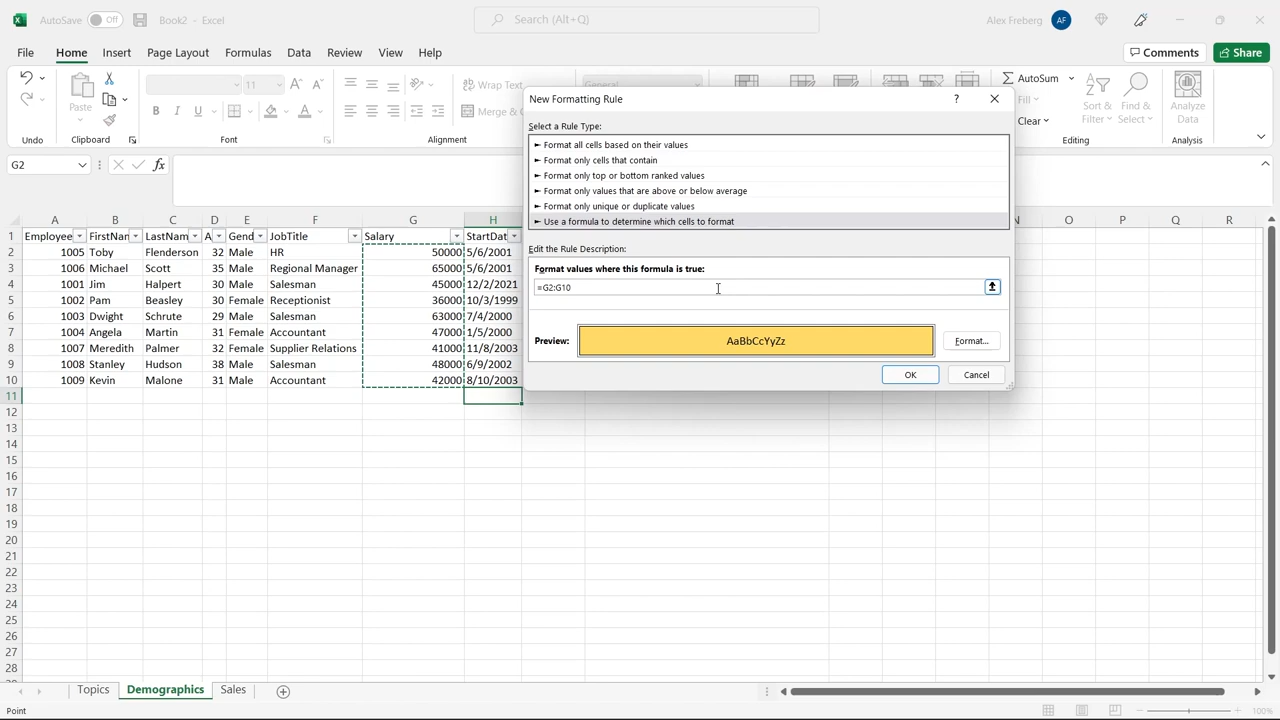 AutoSave Off Book2 - Excel Search (Alt+Q) Alex Freberg AF
File Home Insert Page Layout Formulas Data Review View Help Comments Share
Undo
Paste
Clipboard
11
B I U
Font
Wrap Text
Merge &
Alignment
General
AutoSum
Fill
Clear
Sort & Filter
Find & Select
Editing
Analyze Data
Analysis
G2 fx
New Formatting Rule ?
Select a Rule Type:
► Format all cells based on their values
► Format only cells that contain
► Format only top or bottom ranked values
► Format only values that are above or below average
► Format only unique or duplicate values
► Use a formula to determine which cells to format
Edit the Rule Description:
Format values where this formula is true:
=G2:G10
Preview: AaBbCcYyZz Format...
OK Cancel
A B C D E F G H N O P Q R
1 Employee FirstNar LastNam A Gend JobTitle Salary StartDat
2 1005 Toby Flenderson 32 Male HR 50000 5/6/2001
3 1006 Michael Scott 35 Male Regional Manager 65000 5/6/2001
4 1001 Jim Halpert 30 Male Salesman 45000 12/2/2021
5 1002 Pam Beasley 30 Female Receptionist 36000 10/3/1999
6 1003 Dwight Schrute 29 Male Salesman 63000 7/4/2000
7 1004 Angela Martin 31 Female Accountant 47000 1/5/2000
8 1007 Meredith Palmer 32 Female Supplier Relations 41000 11/8/2003
9 1008 Stanley Hudson 38 Male Salesman 48000 6/9/2002
10 1009 Kevin Malone 31 Male Accountant 42000 8/10/2003
11
12
13
14
15
16
17
18
19
20
21
22
23
24
25
26
27
28
Topics Demographics Sales
Point 100%